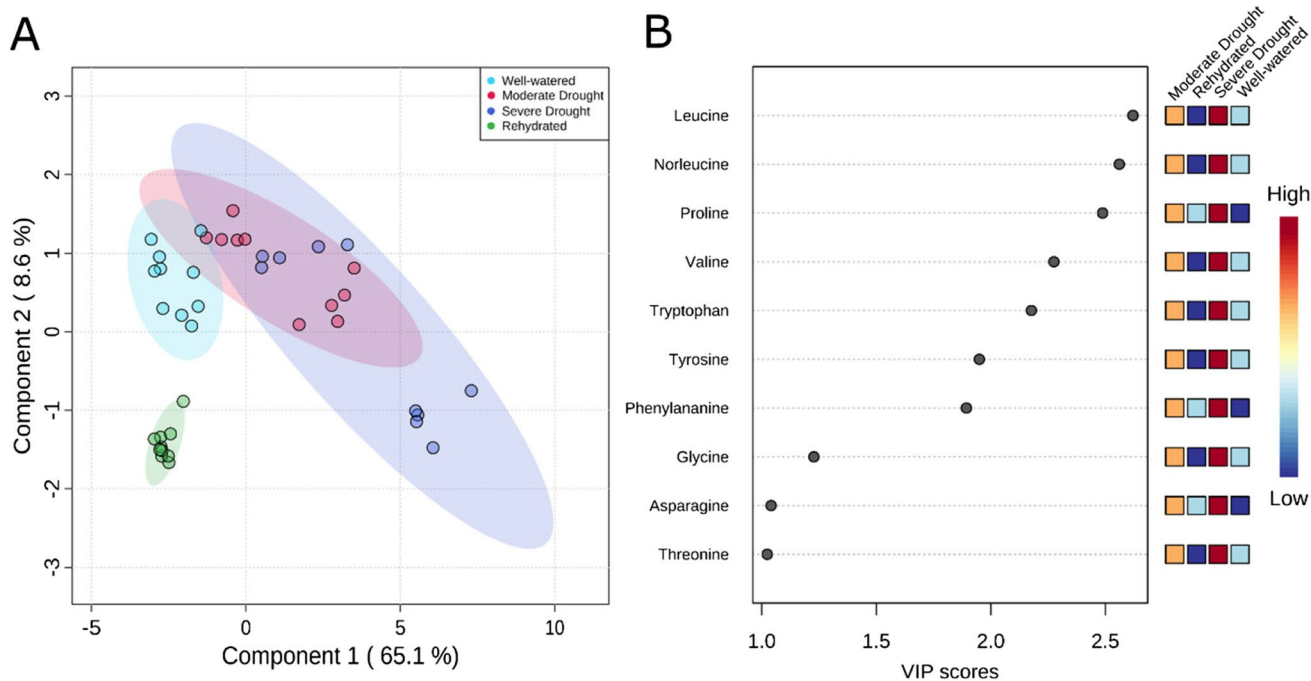 A
3
2
1
0
-1
-2
-3
Component 2 ( 8.6 %)
-5
0
5
10
Component 1 ( 65.1 %)
Well-watered
Moderate Drought
Severe Drought
Rehydrated
B
Moderate Drought
Rehydrated
Severe Drought
Well-watered
Leucine
Norleucine
Proline
Valine
Tryptophan
Tyrosine
Phenylananine
Glycine
Asparagine
Threonine
1.0
1.5
2.0
2.5
VIP scores
High
Low